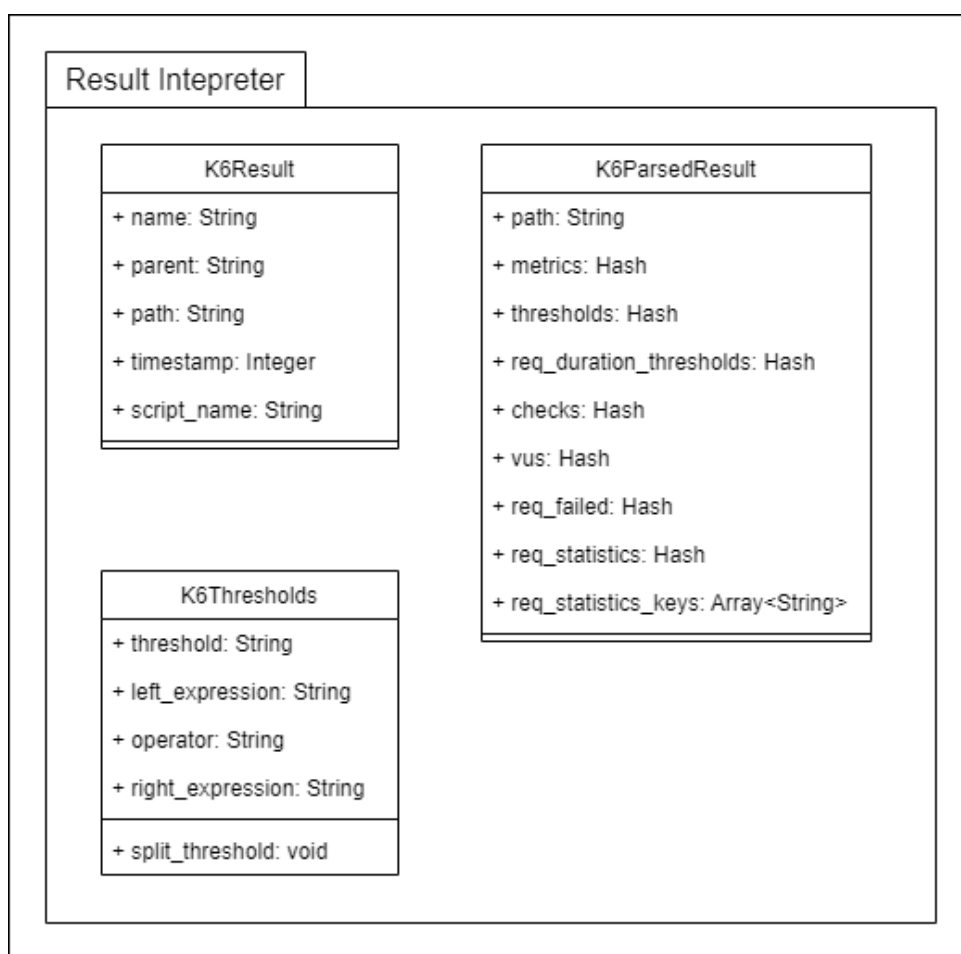 Result Intepreter
K6Result
+ name: String
+ parent: String
+ path: String
+ timestamp: Integer
+ script_name: String
K6ParsedResult
+ path: String
+ metrics: Hash
+ thresholds: Hash
+ req_duration_thresholds: Hash
+ checks: Hash
+ vus: Hash
+ req_failed: Hash
+ req_statistics: Hash
+ req_statistics_keys: Array<String>
K6Thresholds
+ threshold: String
+ left_expression: String
+ operator: String
+ right_expression: String
+ split_threshold: void